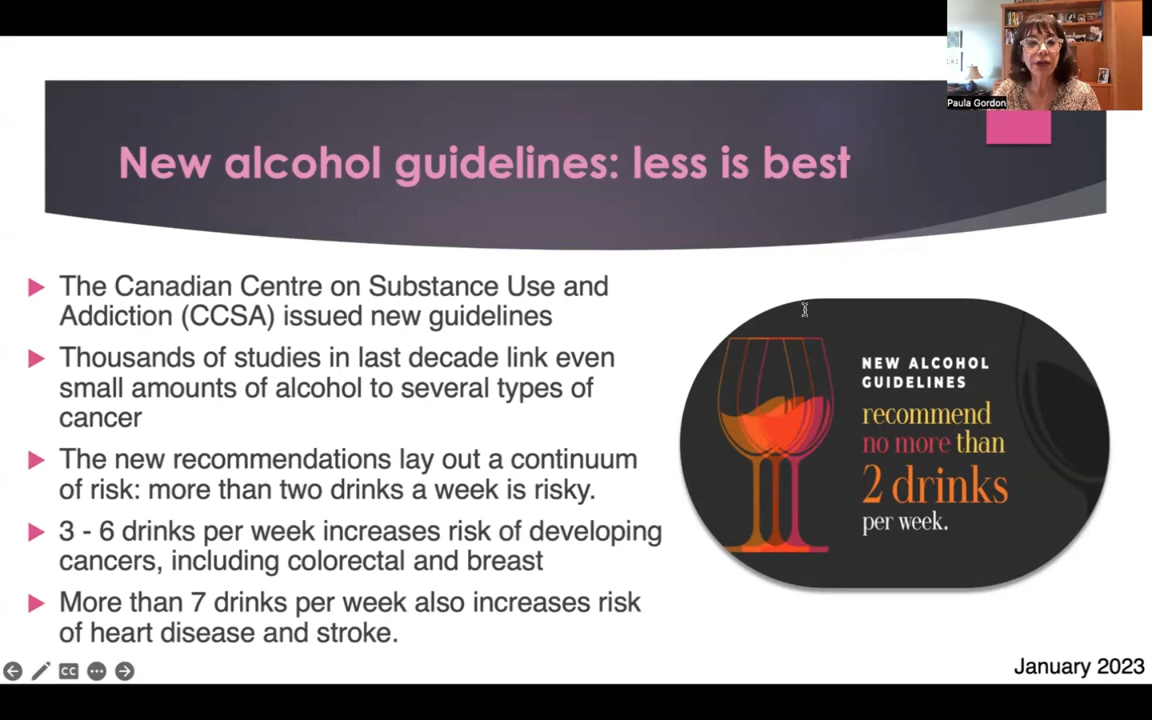 Paula Gordon
New alcohol guidelines: less is best
The Canadian Centre on Substance Use and
Addiction (CCSA) issued new guidelines
Thousands of studies in last decade link even
small amounts of alcohol to several types of
cancer
The new recommendations lay out a continuum
of risk: more than two drinks a week is risky.
3 - 6 drinks per week increases risk of developing
cancers, including colorectal and breast
More than 7 drinks per week also increases risk
of heart disease and stroke.
NEW ALCOHOL
GUIDELINES
recommend
no more than
2 drinks
per week.
CC
January 2023